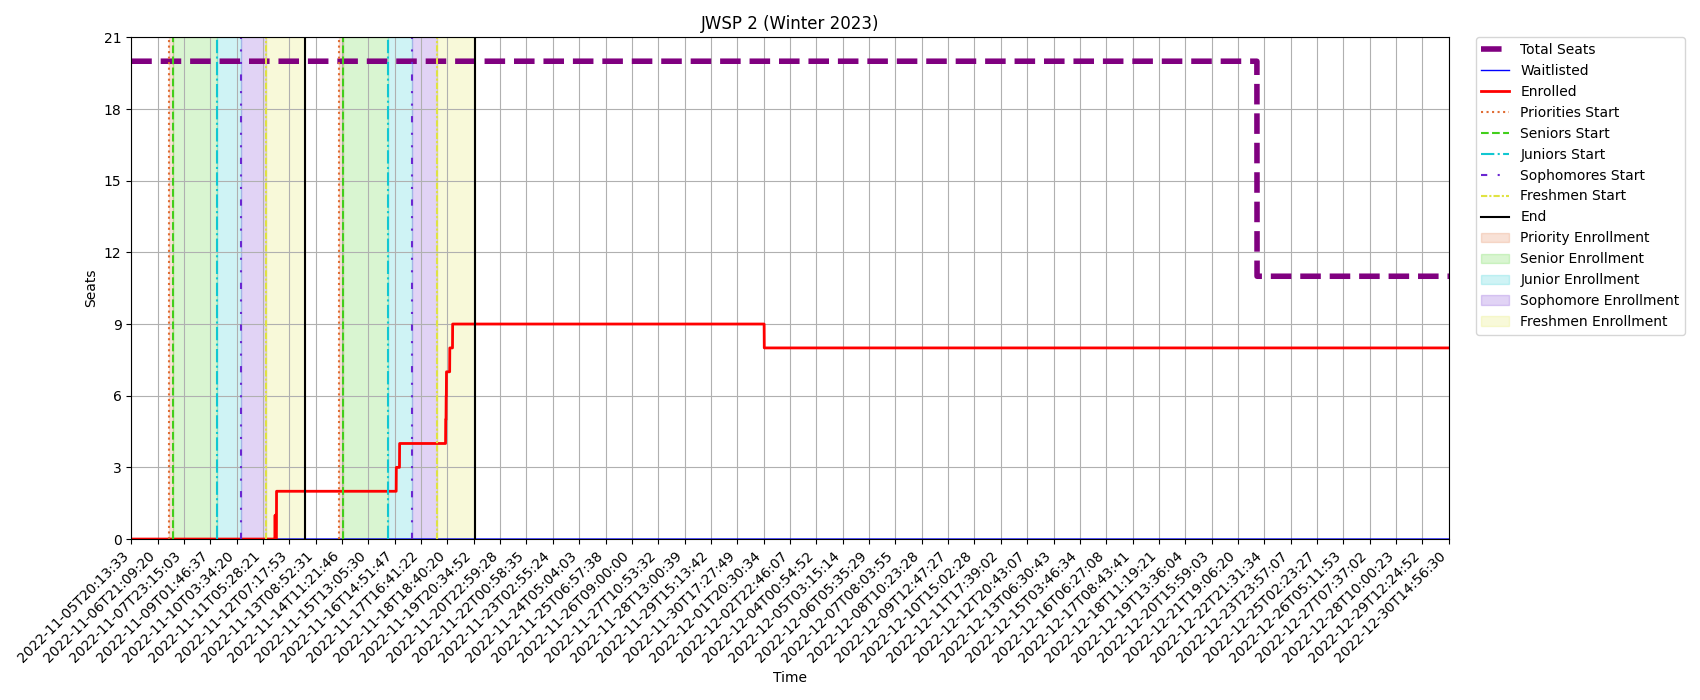 JWSP 2 (Winter 2023)
21
18
15
12
9
6
3
0
Seats
2022-11-05T20:13:33
2022-11-06T21:09:20
2022-11-07T23:15:03
2022-11-09T01:46:37
2022-11-10T03:34:20
2022-11-11T05:28:21
2022-11-12T07:17:53
2022-11-13T08:52:31
2022-11-14T11:21:46
2022-11-15T13:05:30
2022-11-16T14:51:47
2022-11-17T16:41:22
2022-11-18T18:40:20
2022-11-19T20:34:52
2022-11-20T22:59:28
2022-11-22T00:58:35
2022-11-23T02:55:24
2022-11-24T05:04:03
2022-11-25T06:57:38
2022-11-26T09:00:00
2022-11-27T10:53:32
2022-11-28T13:00:39
2022-11-29T15:13:42
2022-11-30T17:27:49
2022-12-01T20:30:34
2022-12-02T22:46:07
2022-12-04T00:54:52
2022-12-05T03:15:14
2022-12-06T05:35:29
2022-12-07T08:03:55
2022-12-08T10:23:28
2022-12-09T12:47:27
2022-12-10T15:02:28
2022-12-11T17:39:02
2022-12-12T20:43:07
2022-12-13T06:30:43
2022-12-15T03:46:34
2022-12-16T06:27:08
2022-12-17T08:43:41
2022-12-18T11:19:21
2022-12-19T13:36:04
2022-12-20T15:59:03
2022-12-21T19:06:20
2022-12-22T21:31:34
2022-12-23T23:57:07
2022-12-25T02:23:27
2022-12-26T05:11:53
2022-12-27T07:37:02
2022-12-28T10:00:23
2022-12-29T12:24:52
2022-12-30T14:56:30
Time
Total Seats
Waitlisted
Enrolled
Priorities Start
Seniors Start
Juniors Start
Sophomores Start
Freshmen Start
End
Priority Enrollment
Senior Enrollment
Junior Enrollment
Sophomore Enrollment
Freshmen Enrollment